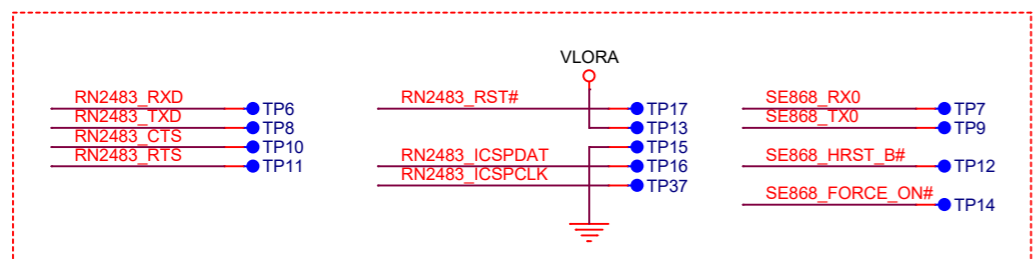 VLORA
RN2483_RXD TP6 RN2483_RST# TP17 SE868_RX0 TP7
RN2483_TXD TP8 TP13 SE868_TX0 TP9
RN2483_CTS TP10 TP15
RN2483_RTS TP11 RN2483_ICSPDAT TP16 SE868_HRST_B# TP12
RN2483_ICSPCLK TP37
SE868_FORCE_ON# TP14